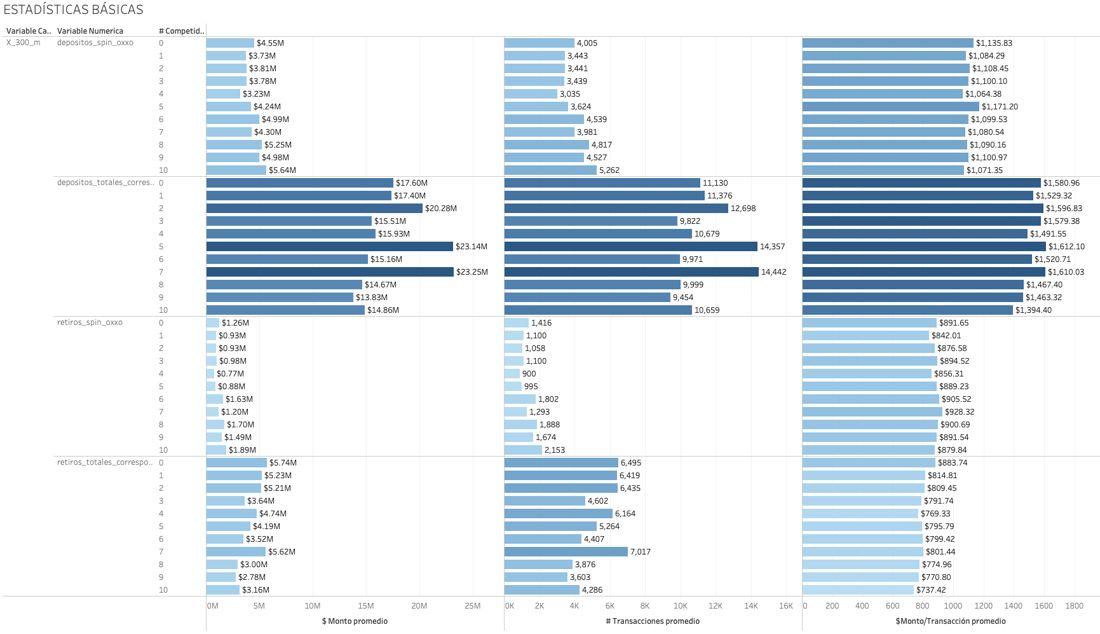 ESTADÍSTICAS BÁSICAS
Variable Ca.. Variable Numerica # Competid..
X_300_m depositos_spin_oxxo 0 $4.55M 4,005 $1,135.83
1 $3.73M 3,443 $1,084.29
2 $3.81M 3,441 $1,108.45
3 $3.78M 3,439 $1,100.10
4 $3.23M 3,035 $1,064.38
5 $4.24M 3,624 $1,171.20
6 $4.99M 4,539 $1,099.53
7 $4.30M 3,981 $1,080.54
8 $5.25M 4,817 $1,090.16
9 $4.98M 4,527 $1,100.97
10 $5.64M 5,262 $1,071.35
depositos_totales_corres.. 0 $17.60M 11,130 $1,580.96
1 $17.40M 11,376 $1,529.32
2 $20.28M 12,698 $1,596.83
3 $15.51M 9,822 $1,579.38
4 $15.93M 10,679 $1,491.55
5 $23.14M 14,357 $1,612.10
6 $15.16M 9,971 $1,520.71
7 $23.25M 14,442 $1,610.03
8 $14.67M 9,999 $1,467.40
9 $13.83M 9,454 $1,463.32
10 $14.86M 10,659 $1,394.40
retiros_spin_oxxo 0 $1.26M 1,416 $891.65
1 $0.93M 1,100 $842.01
2 $0.93M 1,058 $876.58
3 $0.98M 1,100 $894.52
4 $0.77M 900 $856.31
5 $0.88M 995 $889.23
6 $1.63M 1,802 $905.52
7 $1.20M 1,293 $928.32
8 $1.70M 1,888 $900.69
9 $1.49M 1,674 $891.54
10 $1.89M 2,153 $879.84
retiros_totales_correspo.. 0 $5.74M 6,495 $883.74
1 $5.23M 6,419 $814.81
2 $5.21M 6,435 $809.45
3 $3.64M 4,602 $791.74
4 $4.74M 6,164 $769.33
5 $4.19M 5,264 $795.79
6 $3.52M 4,407 $799.42
7 $5.62M 7,017 $801.44
8 $3.00M 3,876 $774.96
9 $2.78M 3,603 $770.80
10 $3.16M 4,286 $737.42
0M 5M 10M 15M 20M 25M 0K 2K 4K 6K 8K 10K 12K 14K 16K 0 200 400 600 800 1000 1200 1400 1600 1800
$ Monto promedio # Transacciones promedio $Monto/Transacción promedio